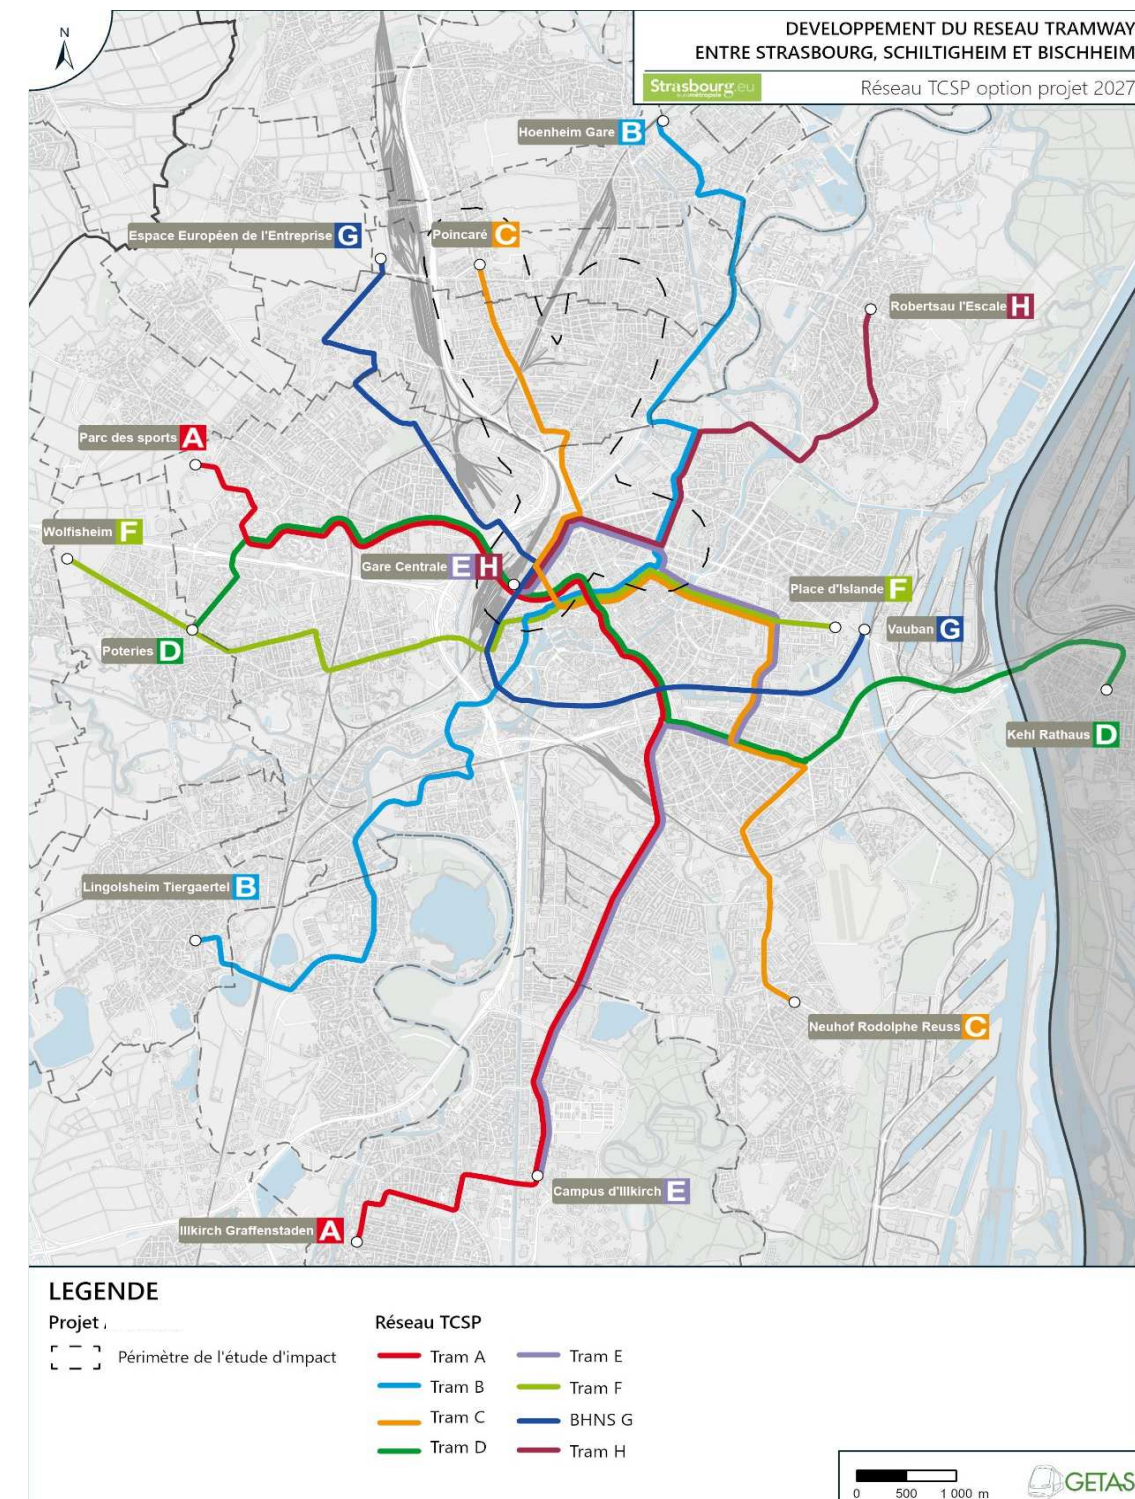 N
DEVELOPPEMENT DU RESEAU TRAMWAY
ENTRE STRASBOURG, SCHILTIGHEIM ET BISCHHEIM
Strasbourg.eu
Réseau TCSP option projet 2027
Hoenheim Gare B
Espace Européen de l'Entreprise G
Poincaré C
Robertsau l'Escale H
Parc des sports A
Wolfisheim F
Gare Centrale E H
Place d'Islande F
Vauban G
Poteries D
Kehl Rathaus D
Lingolsheim Tiergaertel B
Neuhof Rodolphe Reuss C
Campus d'Illkirch E
Illkirch Graffenstaden A
LEGENDE
Projet
Périmètre de l'étude d'impact
Réseau TCSP
Tram A
Tram B
Tram C
Tram D
Tram E
Tram F
BHNS G
Tram H
0 500 1 000 m
GETAS